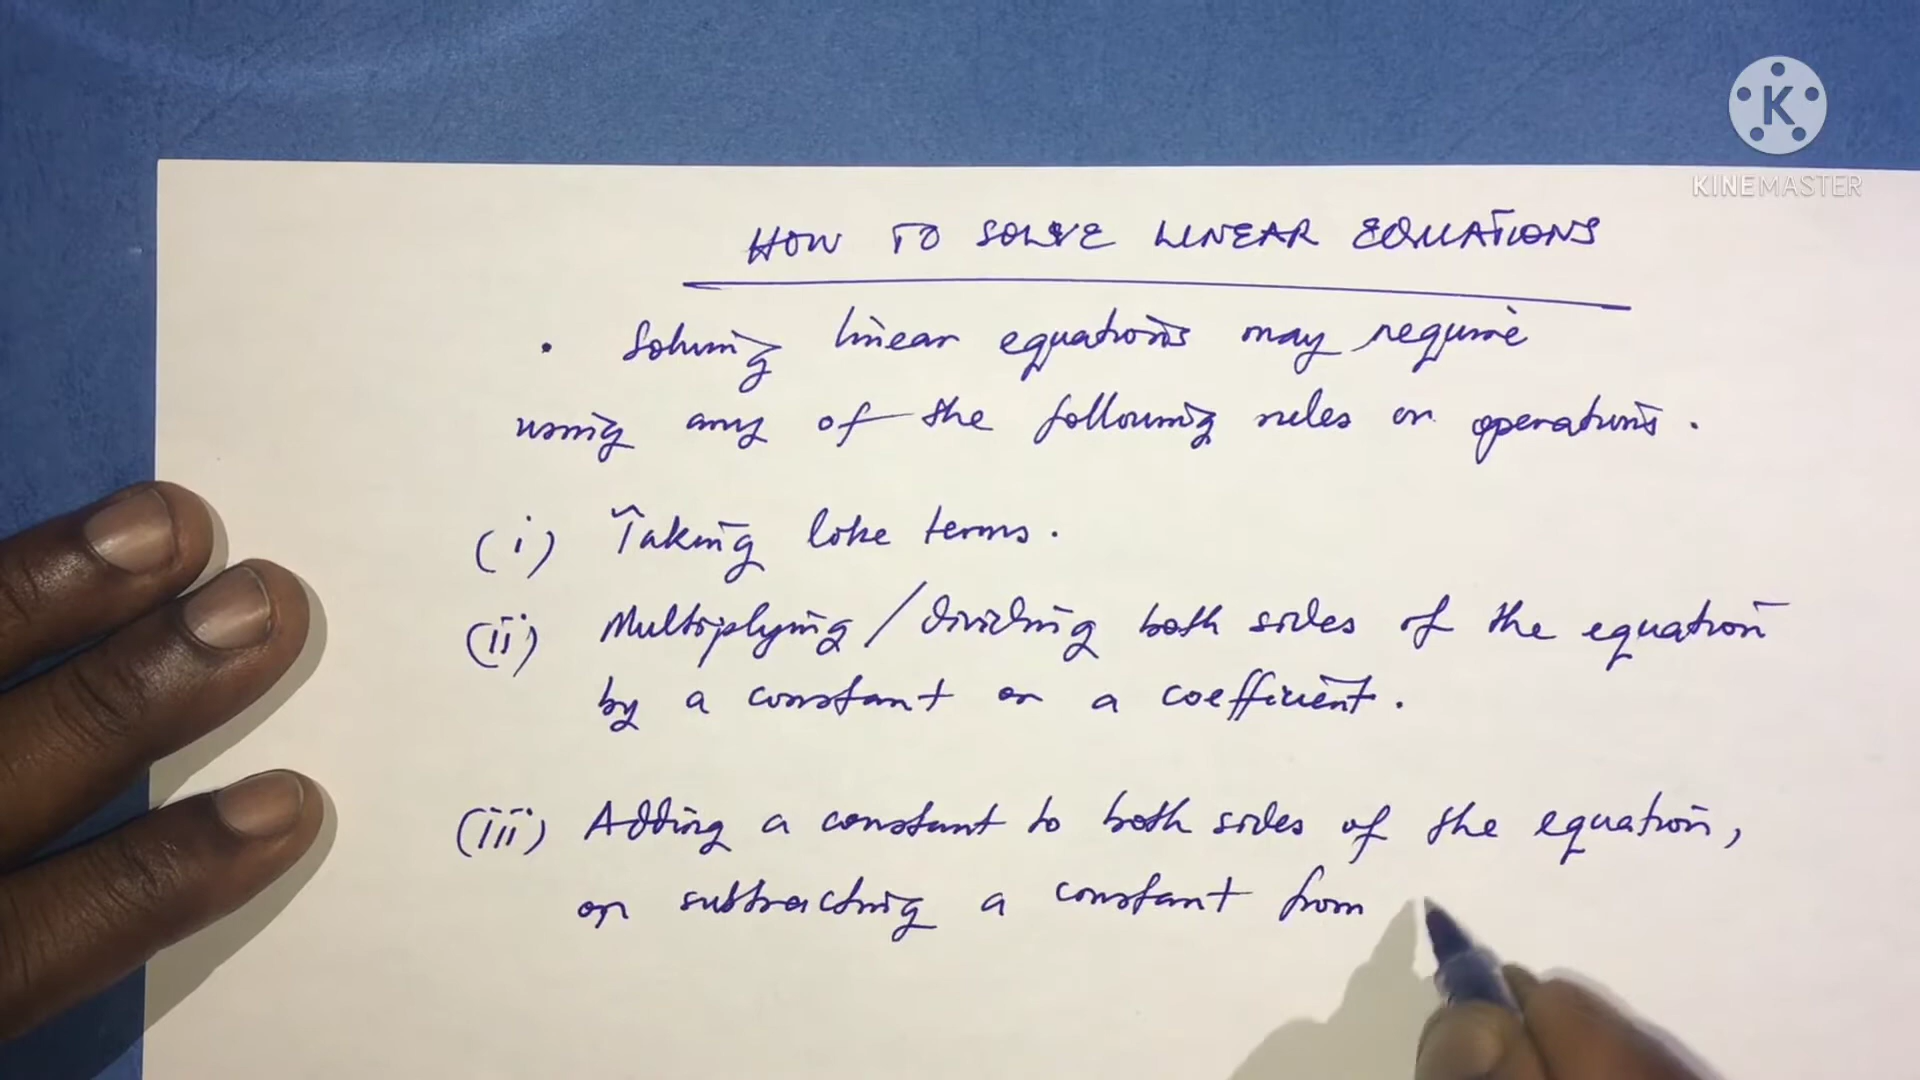 K
KINEMASTER
HOW TO SOLVE LINEAR EQUATIONS
• Solving linear equations may require
using any of the following rules or operations.
(i) Taking like terms.
(ii) Multiplying / dividing both sides of the equation
by a constant or a coefficient.
(iii) Adding a constant to both sides of the equation,
or subtracting a constant from